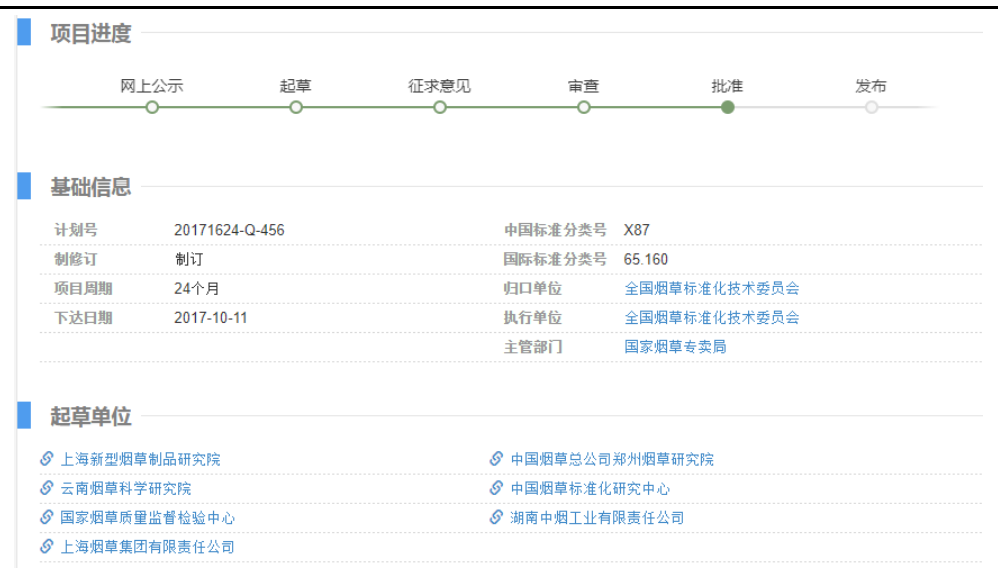 项目进度
网上公示 起草 征求意见 审查 批准 发布
基础信息
计划号 20171624-Q-456 中国标准分类号 X87
制修订 制订 国际标准分类号 65.160
项目周期 24个月 归口单位 全国烟草标准化技术委员会
下达日期 2017-10-11 执行单位 全国烟草标准化技术委员会
主管部门 国家烟草专卖局
起草单位
上海新型烟草制品研究院 中国烟草总公司郑州烟草研究院
云南烟草科学研究院 中国烟草标准化研究中心
国家烟草质量监督检验中心 湖南中烟工业有限责任公司
上海烟草集团有限责任公司